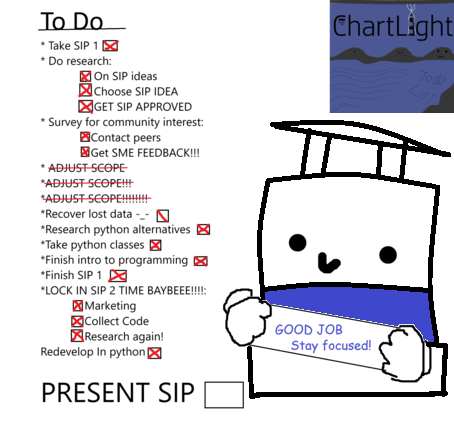 To Do
* Take SIP 1
* Do research:
On SIP ideas
Choose SIP IDEA
GET SIP APPROVED
* Survey for community interest:
Contact peers
Get SME FEEDBACK!!!
* ADJUST SCOPE
*ADJUST SCOPE!!!
*ADJUST SCOPE!!!!!!!!
*Recover lost data -_-
*Research python alternatives
*Take python classes
*Finish intro to programming
*Finish SIP 1
*LOCK IN SIP 2 TIME BAYBEEE!!!!:
Marketing
Collect Code
Research again!
Redevelop In python
PRESENT SIP
ChartLight
Todo
List
GOOD JOB
Stay focused!